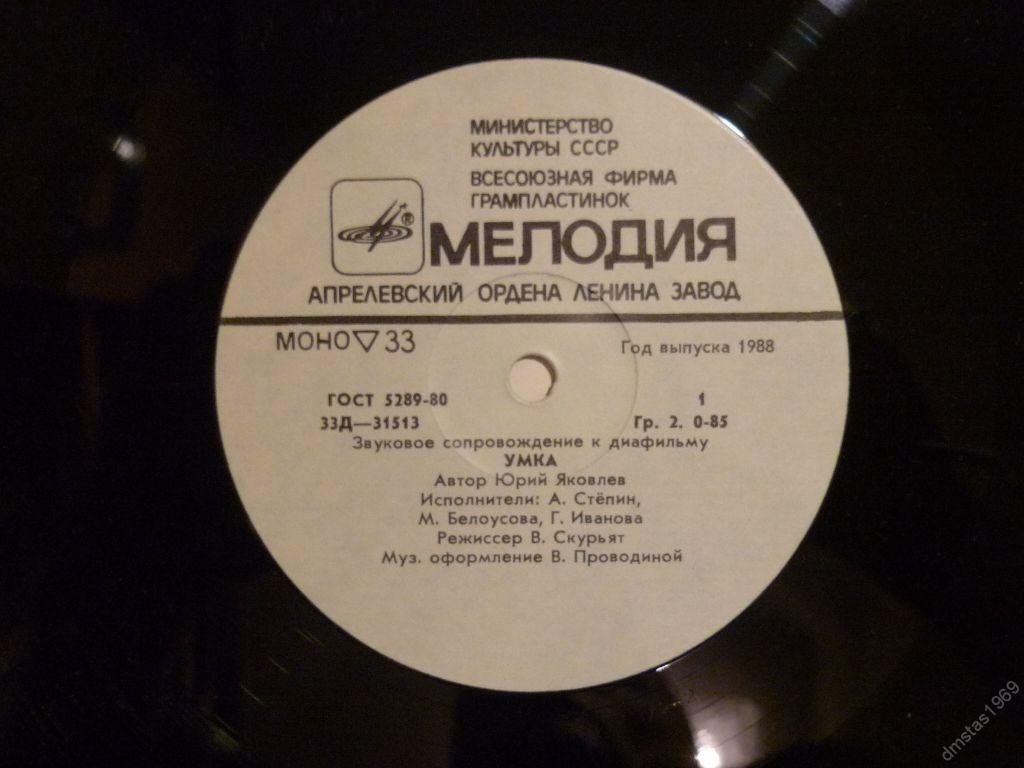 МИНИСТЕРСТВО
КУЛЬТУРЫ СССР
ВСЕСОЮЗНАЯ ФИРМА
ГРАМПЛАСТИНОК
®
МЕЛОДИЯ
АПРЕЛЕВСКИЙ ОРДЕНА ЛЕНИНА ЗАВОД
МОНО ▽ 33
Год выпуска 1988
ГОСТ 5289-80 1
33Д—31513 Гр. 2. 0-85
Звуковое сопровождение к диафильму
УМКА
Автор Юрий Яковлев
Исполнители: А. Стёпин,
М. Белоусова, Г. Иванова
Режиссер В. Скурьят
Муз. оформление В. Проводиной
dmstas1969